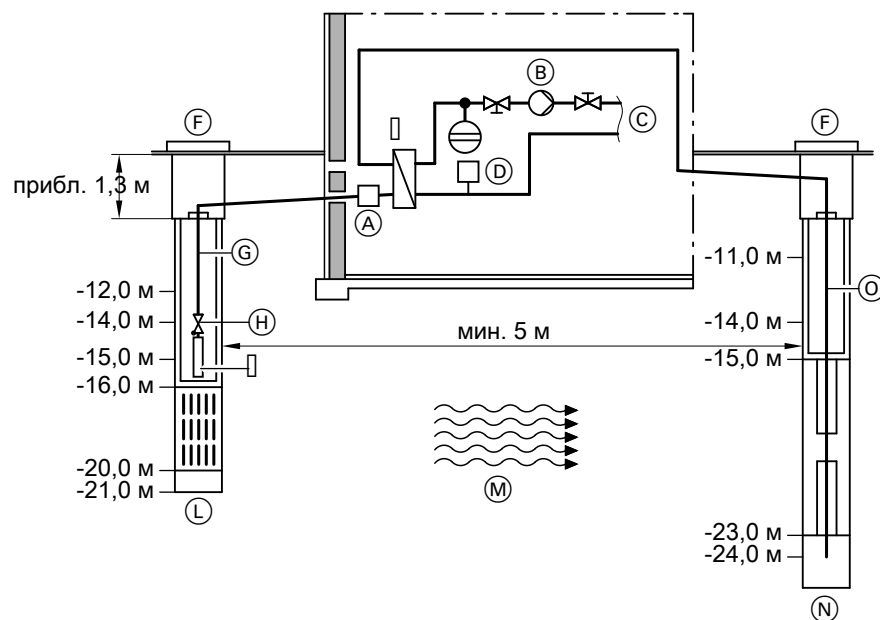 B
F
F
C
D
прибл. 1,3 м
A
G
-11,0 м
O
-12,0 м
-14,0 м
H
-14,0 м
мин. 5 м
-15,0 м
-15,0 м
-16,0 м
-20,0 м
-21,0 м
M
L
-23,0 м
-24,0 м
N